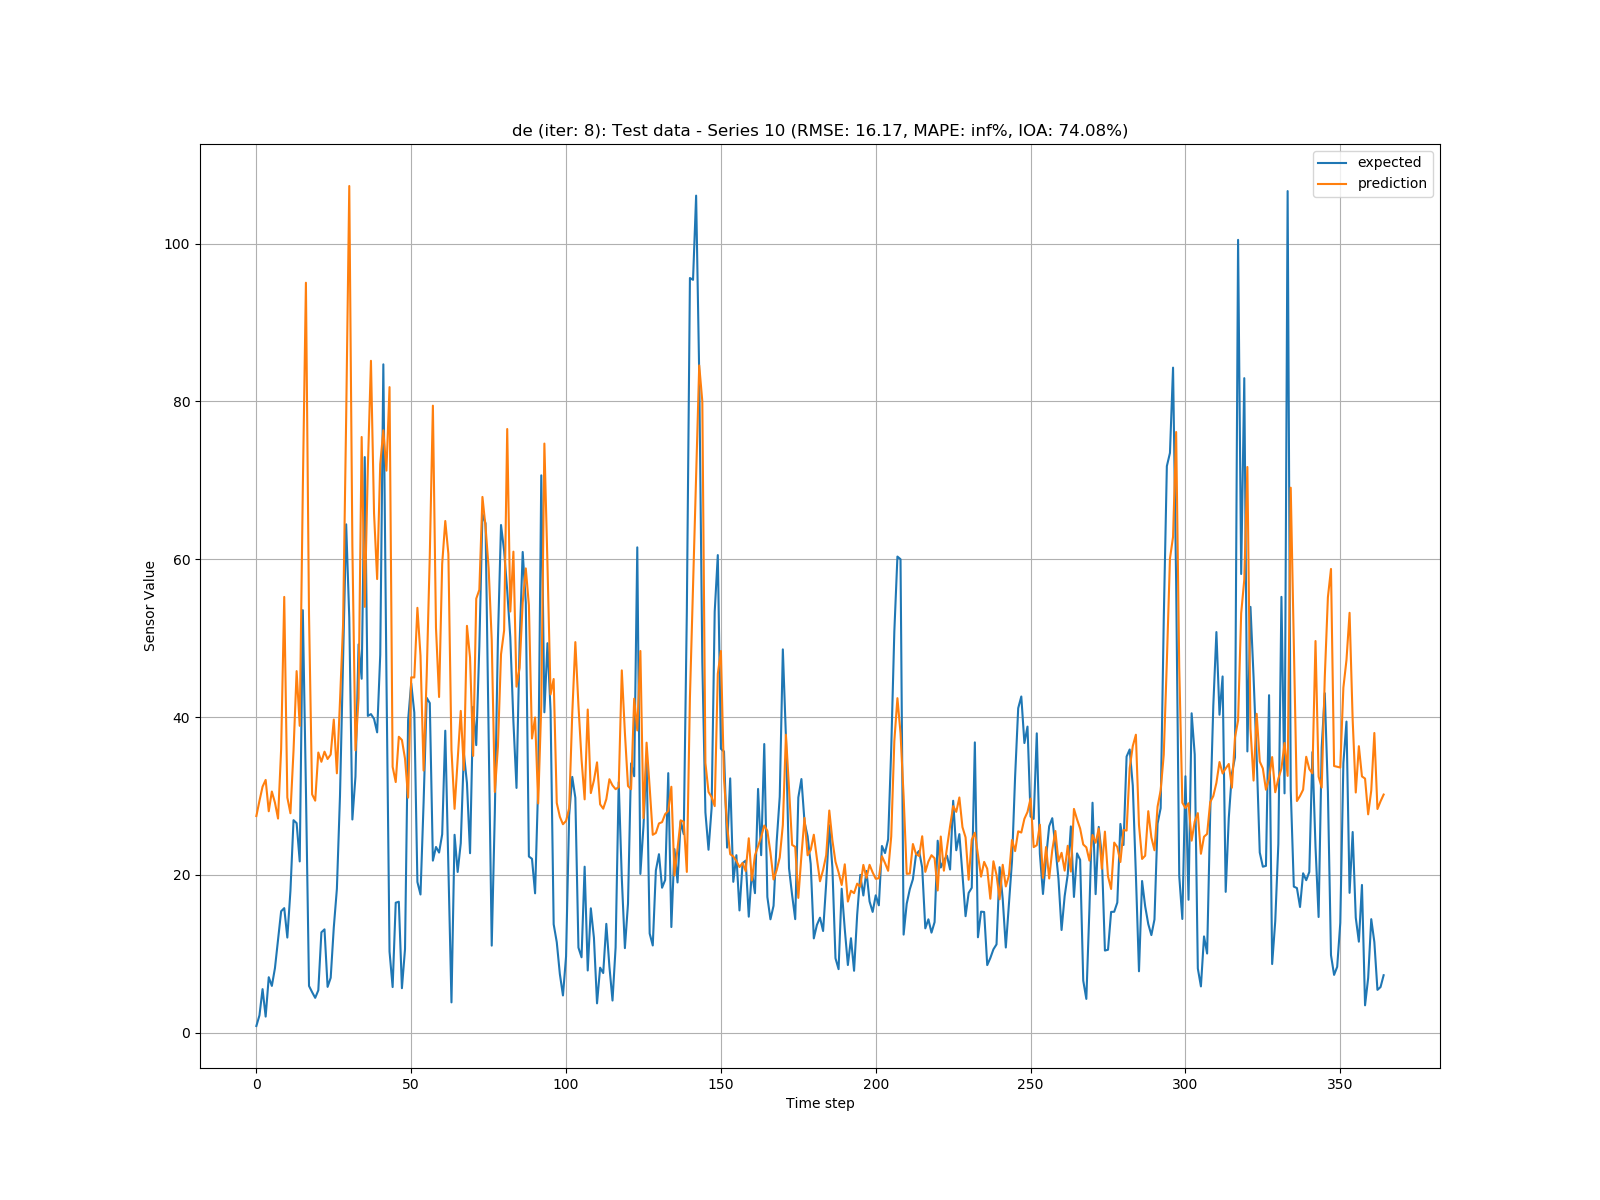 de (iter: 8): Test data - Series 10 (RMSE: 16.17, MAPE: inf%, IOA: 74.08%)
expected
prediction
100
80
60
40
20
0
Sensor Value
0 50 100 150 200 250 300 350
Time step